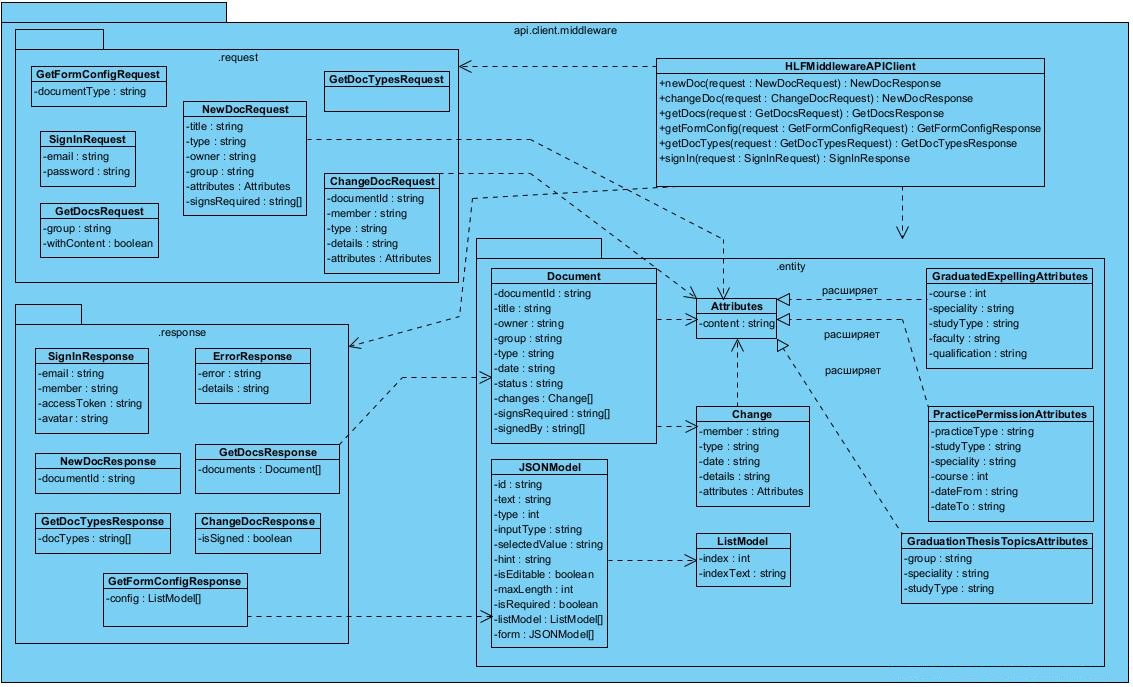 api.client.middleware
.request
GetFormConfigRequest
-documentType : string
GetDocTypesRequest
NewDocRequest
-title : string
-type : string
-owner : string
-group : string
-attributes : Attributes
-signsRequired : string[]
SignInRequest
-email : string
-password : string
ChangeDocRequest
-documentId : string
-member : string
-type : string
-details : string
-attributes : Attributes
GetDocsRequest
-group : string
-withContent : boolean
HLFMiddlewareAPIClient
+newDoc(request : NewDocRequest) : NewDocResponse
+changeDoc(request : ChangeDocRequest) : NewDocResponse
+getDocs(request : GetDocsRequest) : GetDocsResponse
+getFormConfig(request : GetFormConfigRequest) : GetFormConfigResponse
+getDocTypes(request : GetDocTypesRequest) : GetDocTypesResponse
+signIn(request : SignInRequest) : SignInResponse
.response
SignInResponse
-email : string
-member : string
-accessToken : string
-avatar : string
ErrorResponse
-error : string
-details : string
NewDocResponse
-documentId : string
GetDocsResponse
-documents : Document[]
GetDocTypesResponse
-docTypes : string[]
ChangeDocResponse
-isSigned : boolean
GetFormConfigResponse
-config : ListModel[]
.entity
Document
-documentId : string
-title : string
-owner : string
-group : string
-type : string
-date : string
-status : string
-changes : Change[]
-signsRequired : string[]
-signedBy : string[]
Attributes
-content : string
расширяет
расширяет
расширяет
GraduatedExpellingAttributes
-course : int
-speciality : string
-studyType : string
-faculty : string
-qualification : string
Change
-member : string
-type : string
-date : string
-details : string
-attributes : Attributes
PracticePermissionAttributes
-practiceType : string
-studyType : string
-speciality : string
-course : int
-dateFrom : string
-dateTo : string
JSONModel
-id : string
-text : string
-type : int
-inputType : string
-selectedValue : string
-hint : string
-isEditable : boolean
-maxLength : int
-isRequired : boolean
-listModel : ListModel[]
-form : JSONModel[]
ListModel
-index : int
-indexText : string
GraduationThesisTopicsAttributes
-group : string
-speciality : string
-studyType : string